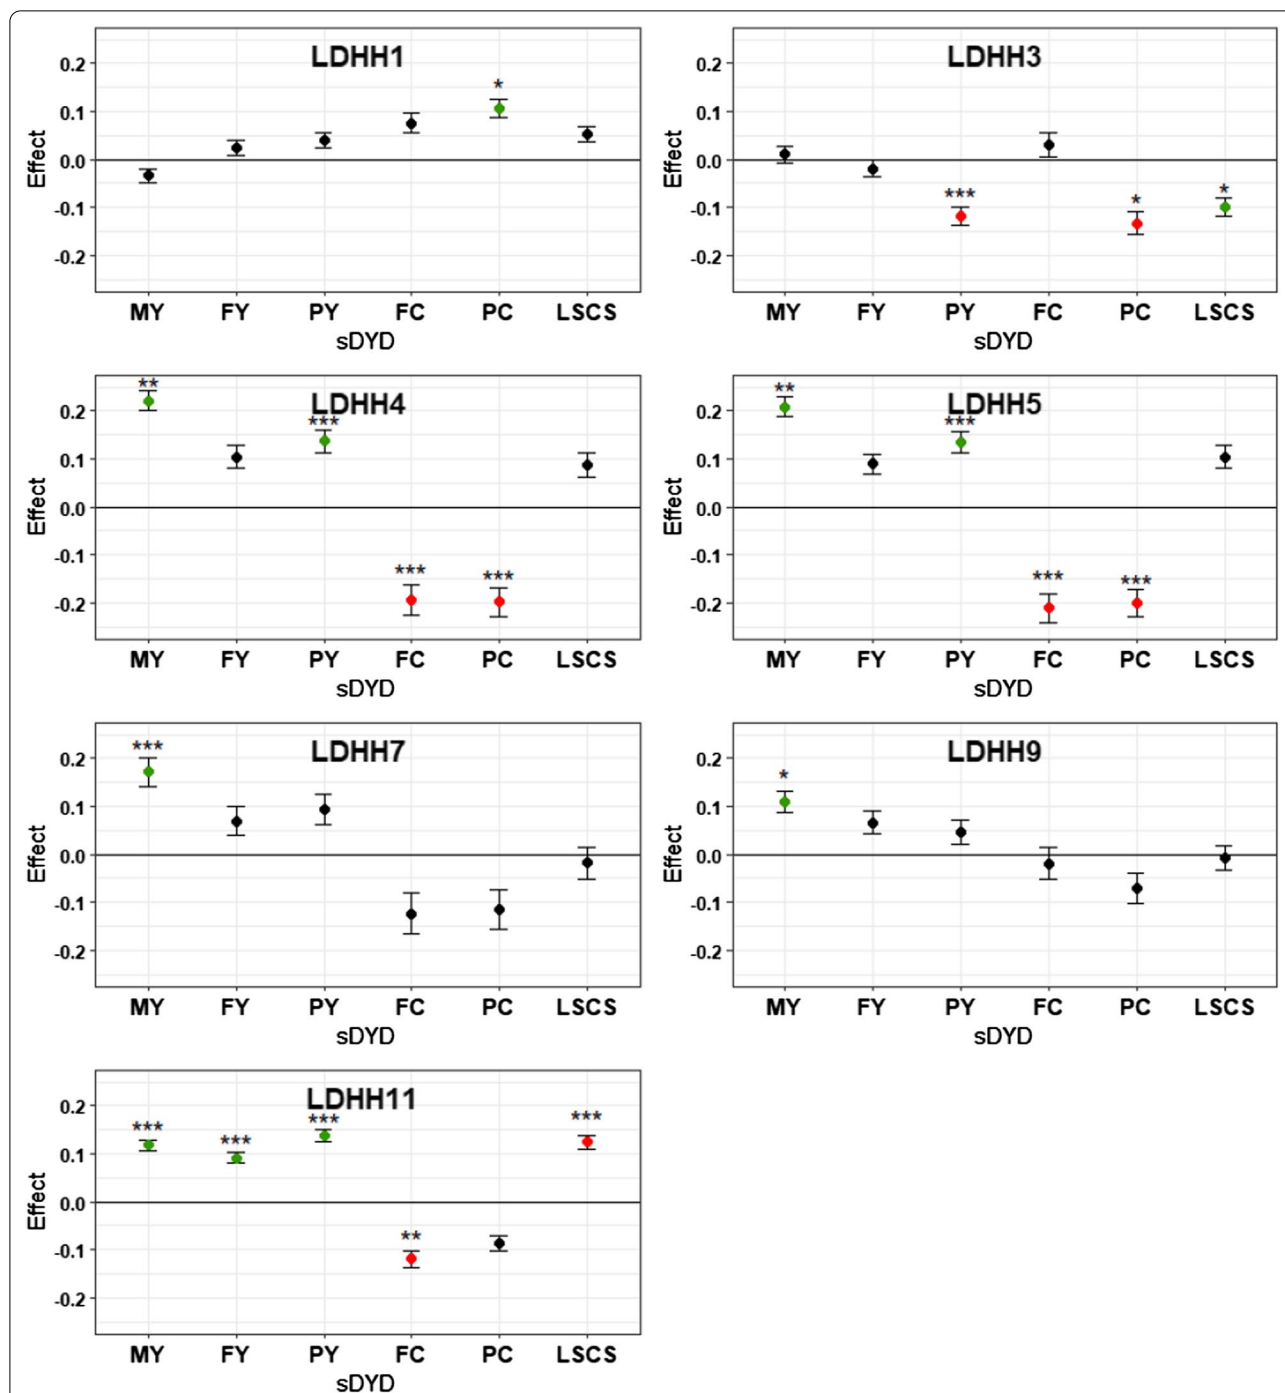 LDHH1
*
0.2
0.1
0.0
-0.1
-0.2
Effect
MY FY PY FC PC LSCS
sDYD
LDHH3
0.2
0.1
0.0
-0.1
-0.2
Effect
*** * *
MY FY PY FC PC LSCS
sDYD
LDHH4
** ***
0.2
0.1
0.0
-0.1
-0.2
Effect
*** ***
MY FY PY FC PC LSCS
sDYD
LDHH5
** ***
0.2
0.1
0.0
-0.1
-0.2
Effect
*** ***
MY FY PY FC PC LSCS
sDYD
LDHH7
***
0.2
0.1
0.0
-0.1
-0.2
Effect
MY FY PY FC PC LSCS
sDYD
LDHH9
*
0.2
0.1
0.0
-0.1
-0.2
Effect
MY FY PY FC PC LSCS
sDYD
LDHH11
*** *** *** ***
0.2
0.1
0.0
-0.1
-0.2
Effect
**
MY FY PY FC PC LSCS
sDYD